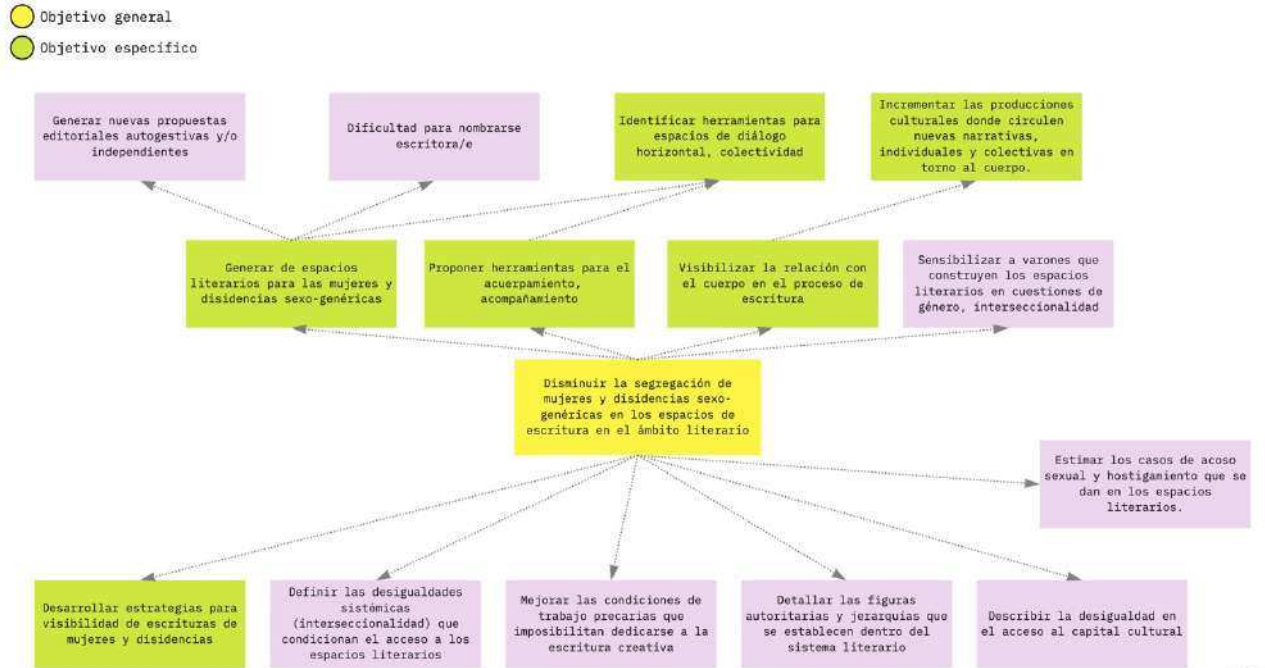 Objetivo general
Objetivo específico
Generar nuevas propuestas
editoriales autogestivas y/o
independientes
Dificultad para nombrarse
escritora/e
Identificar herramientas para
espacios de diálogo
horizontal, colectividad
Incrementar las producciones
culturales donde circulen
nuevas narrativas,
individuales y colectivas en
torno al cuerpo.
Generar de espacios
literarios para las mujeres y
disidencias sexo-genéricas
Proponer herramientas para el
acuerpamiento,
acompañamiento
Visibilizar la relación con
el cuerpo en el proceso de
escritura
Sensibilizar a varones que
construyen los espacios
literarios en cuestiones de
género, interseccionalidad
Disminuir la segregación de
mujeres y disidencias sexo-
genéricas en los espacios de
escritura en el ámbito literario
Estimar los casos de acoso
sexual y hostigamiento que se
dan en los espacios
literarios.
Desarrollar estrategias para
visibilidad de escrituras de
mujeres y disidencias
Definir las desigualdades
sistémicas
(interseccionalidad) que
condicionan el acceso a los
espacios literarios
Mejorar las condiciones de
trabajo precarias que
imposibilitan dedicarse a la
escritura creativa
Detallar las figuras
autoritarias y jerarquías que
se establecen dentro del
sistema literario
Describir la desigualdad en
el acceso al capital cultural